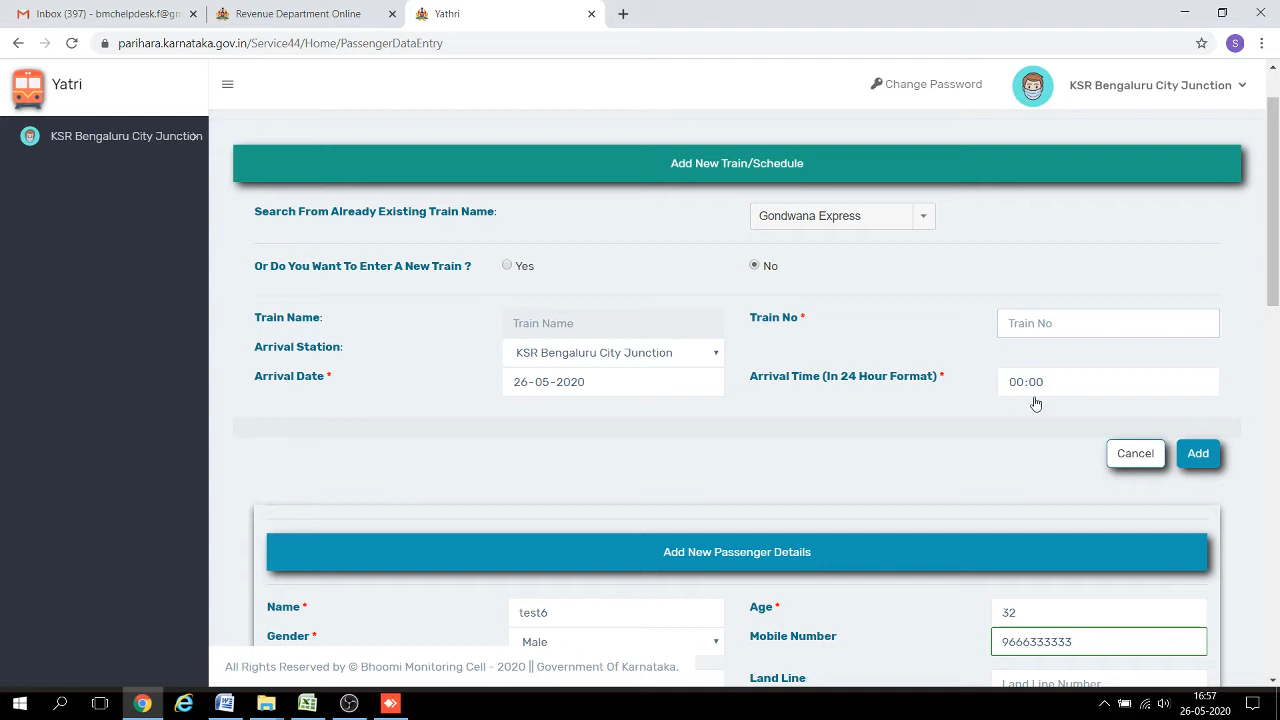 Inbox (597) - bmchelpdesk.f@gm
Revenue Department Online
Yathri
parihara.karnataka.gov.in/Service44/Home/PassengerDataEntry
S
Yatri
Change Password
KSR Bengaluru City Junction
KSR Bengaluru City Junction
Add New Train/Schedule
Search From Already Existing Train Name:
Gondwana Express
Or Do You Want To Enter A New Train ?
Yes
No
Train Name:
Train Name
Train No *
Train No
Arrival Station:
KSR Bengaluru City Junction
Arrival Date *
26-05-2020
Arrival Time (In 24 Hour Format) *
00:00
Cancel
Add
Add New Passenger Details
Name *
test6
Age *
32
Gender *
Male
Mobile Number
9666333333
Land Line
Land Line Number
All Rights Reserved by © Bhoomi Monitoring Cell - 2020 || Government Of Karnataka.
16:57
26-05-2020